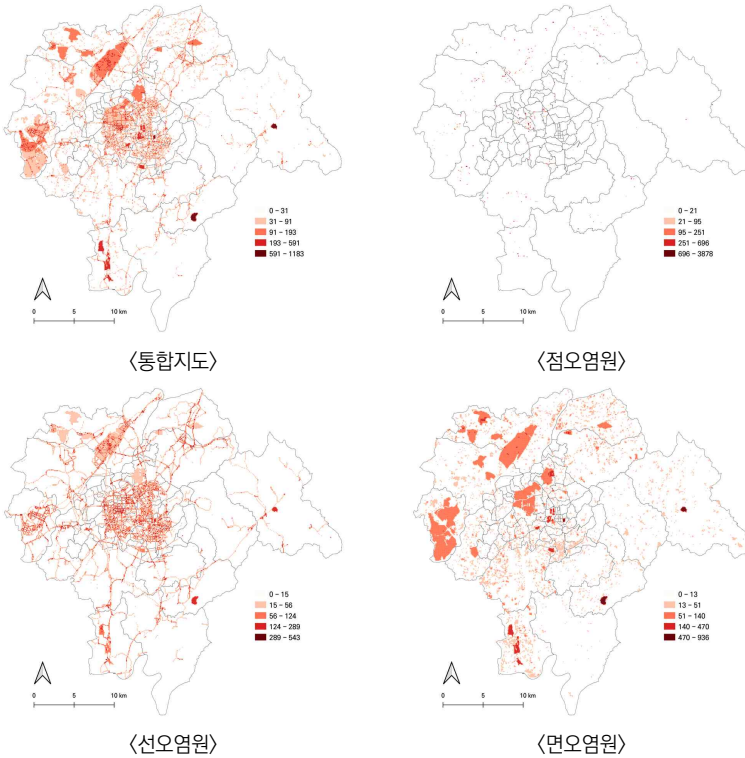 0 – 31
31 – 91
91 – 193
193 – 591
591 – 1183
0 5 10 km
〈통합지도〉
0 – 21
21 – 95
95 – 251
251 – 696
696 – 3878
0 5 10 km
〈점오염원〉
0 – 15
15 – 56
56 – 124
124 – 289
289 – 543
0 5 10 km
〈선오염원〉
0 – 13
13 – 51
51 – 140
140 – 470
470 – 936
0 5 10 km
〈면오염원〉